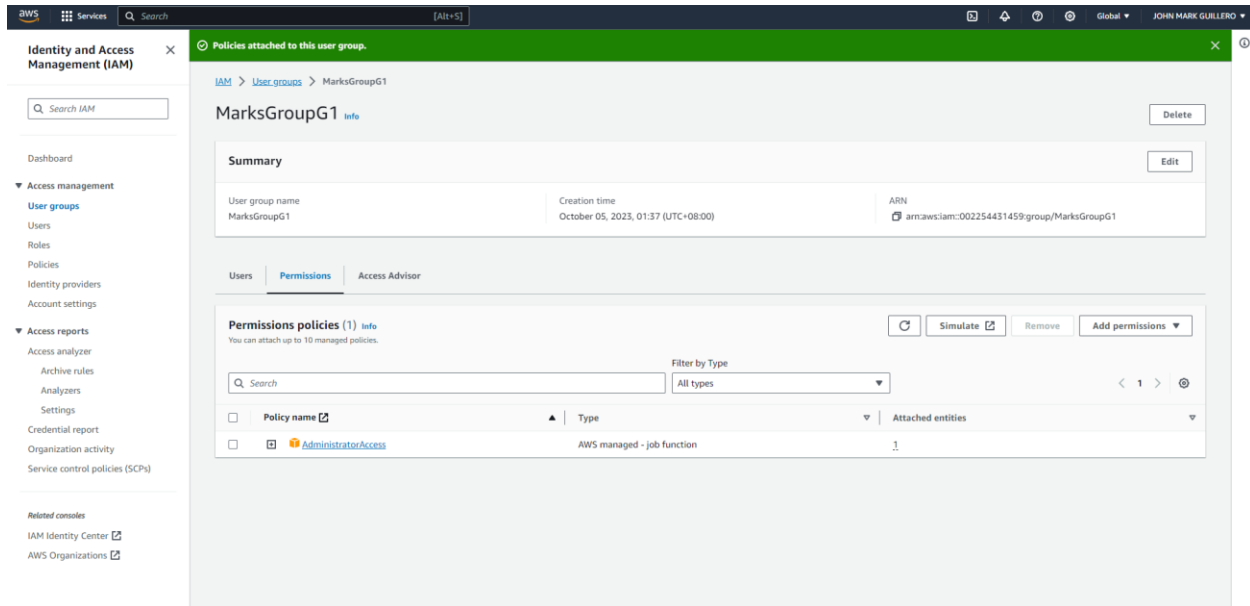 aws Services Search [Alt+S] Global JOHN MARK GUILLERO
Identity and Access
Management (IAM)
Search IAM
Dashboard
Access management
User groups
Users
Roles
Policies
Identity providers
Account settings
Access reports
Access analyzer
Archive rules
Analyzers
Settings
Credential report
Organization activity
Service control policies (SCPs)
Related consoles
IAM Identity Center
AWS Organizations
Policies attached to this user group.
IAM > User groups > MarksGroupG1
MarksGroupG1 Info
Delete
Summary
Edit
User group name
MarksGroupG1
Creation time
October 05, 2023, 01:37 (UTC+08:00)
ARN
arn:aws:iam::002254431459:group/MarksGroupG1
Users Permissions Access Advisor
Permissions policies (1) Info
You can attach up to 10 managed policies.
Simulate Remove Add permissions
Filter by Type
Search
All types
1
Policy name Type Attached entities
AdministratorAccess AWS managed - job function 1